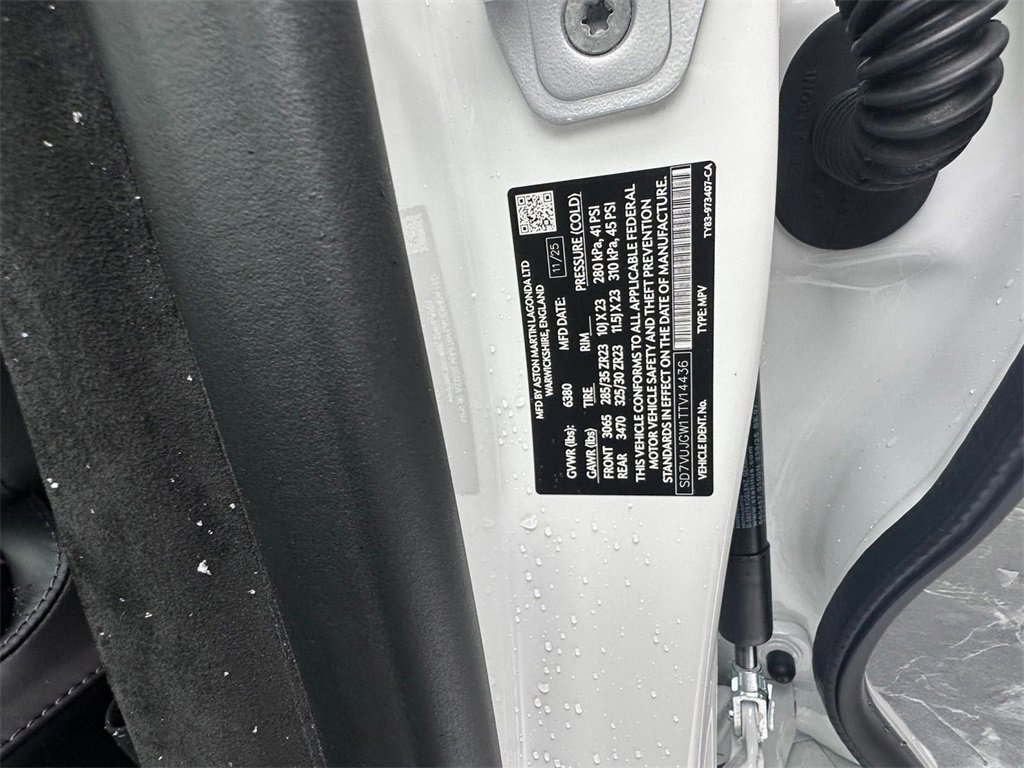 MFD BY ASTON MARTIN LAGONDA LTD
WARWICKSHIRE, ENGLAND
GVWR (lbs): 6380 MFD DATE: 11/25
GAWR (lbs) TIRE RIM PRESSURE (COLD)
FRONT 3065 285/35 ZR23 10J X 23 280 kPa, 41 PSI
REAR 3470 325/30 ZR23 11.5J X 23 310 kPa, 45 PSI
THIS VEHICLE CONFORMS TO ALL APPLICABLE FEDERAL
MOTOR VEHICLE SAFETY AND THEFT PREVENTION
STANDARDS IN EFFECT ON THE DATE OF MANUFACTURE.
SD7VUJGW1TTV14436
VEHICLE IDENT. No. TYPE: MPV TY83-973407-CA